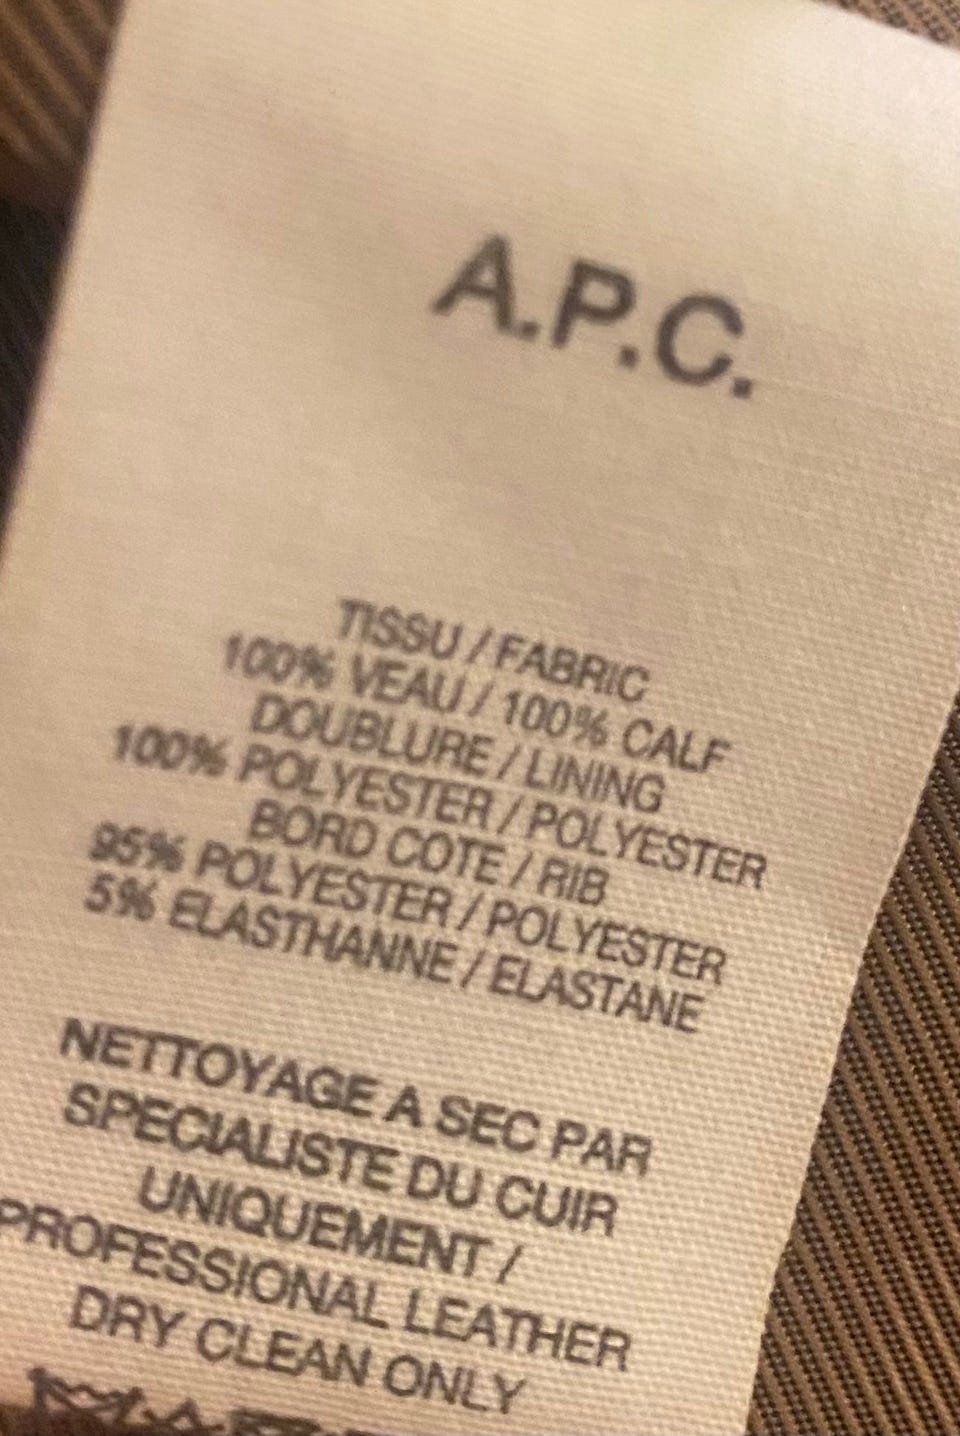 A.P.C.
TISSU / FABRIC
100% VEAU / 100% CALF
DOUBLURE / LINING
100% POLYESTER / POLYESTER
BORD COTE / RIB
95% POLYESTER / POLYESTER
5% ELASTHANNE / ELASTANE
NETTOYAGE A SEC PAR
SPECIALISTE DU CUIR
UNIQUEMENT /
PROFESSIONAL LEATHER
DRY CLEAN ONLY